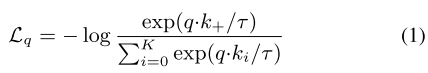 ℒ_q = − log exp(q·k₊/τ) / ∑_{i=0}^{K} exp(q·k_i/τ) (1)